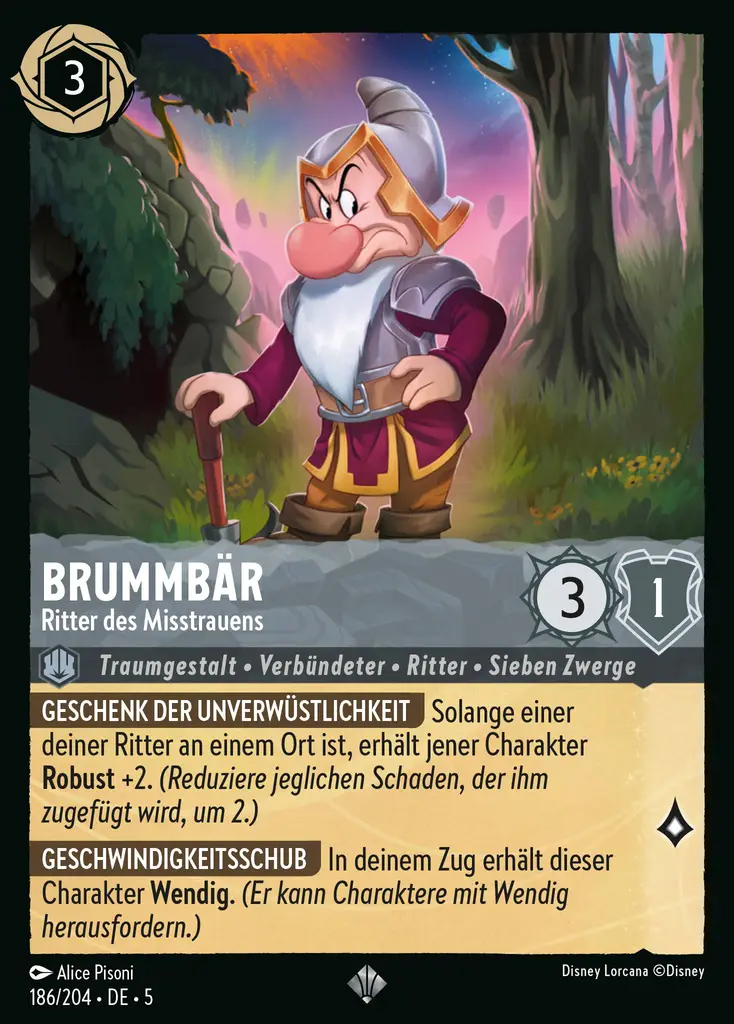 3
BRUMMBÄR
Ritter des Misstrauens
3
1
Traumgestalt • Verbündeter • Ritter • Sieben Zwerge
GESCHENK DER UNVERWÜSTLICHKEIT Solange einer
deiner Ritter an einem Ort ist, erhält jener Charakter
Robust +2. (Reduziere jeglichen Schaden, der ihm
zugefügt wird, um 2.)
GESCHWINDIGKEITSSCHUB In deinem Zug erhält dieser
Charakter Wendig. (Er kann Charaktere mit Wendig
herausfordern.)
Alice Pisoni
Disney Lorcana ©Disney
186/204 • DE • 5